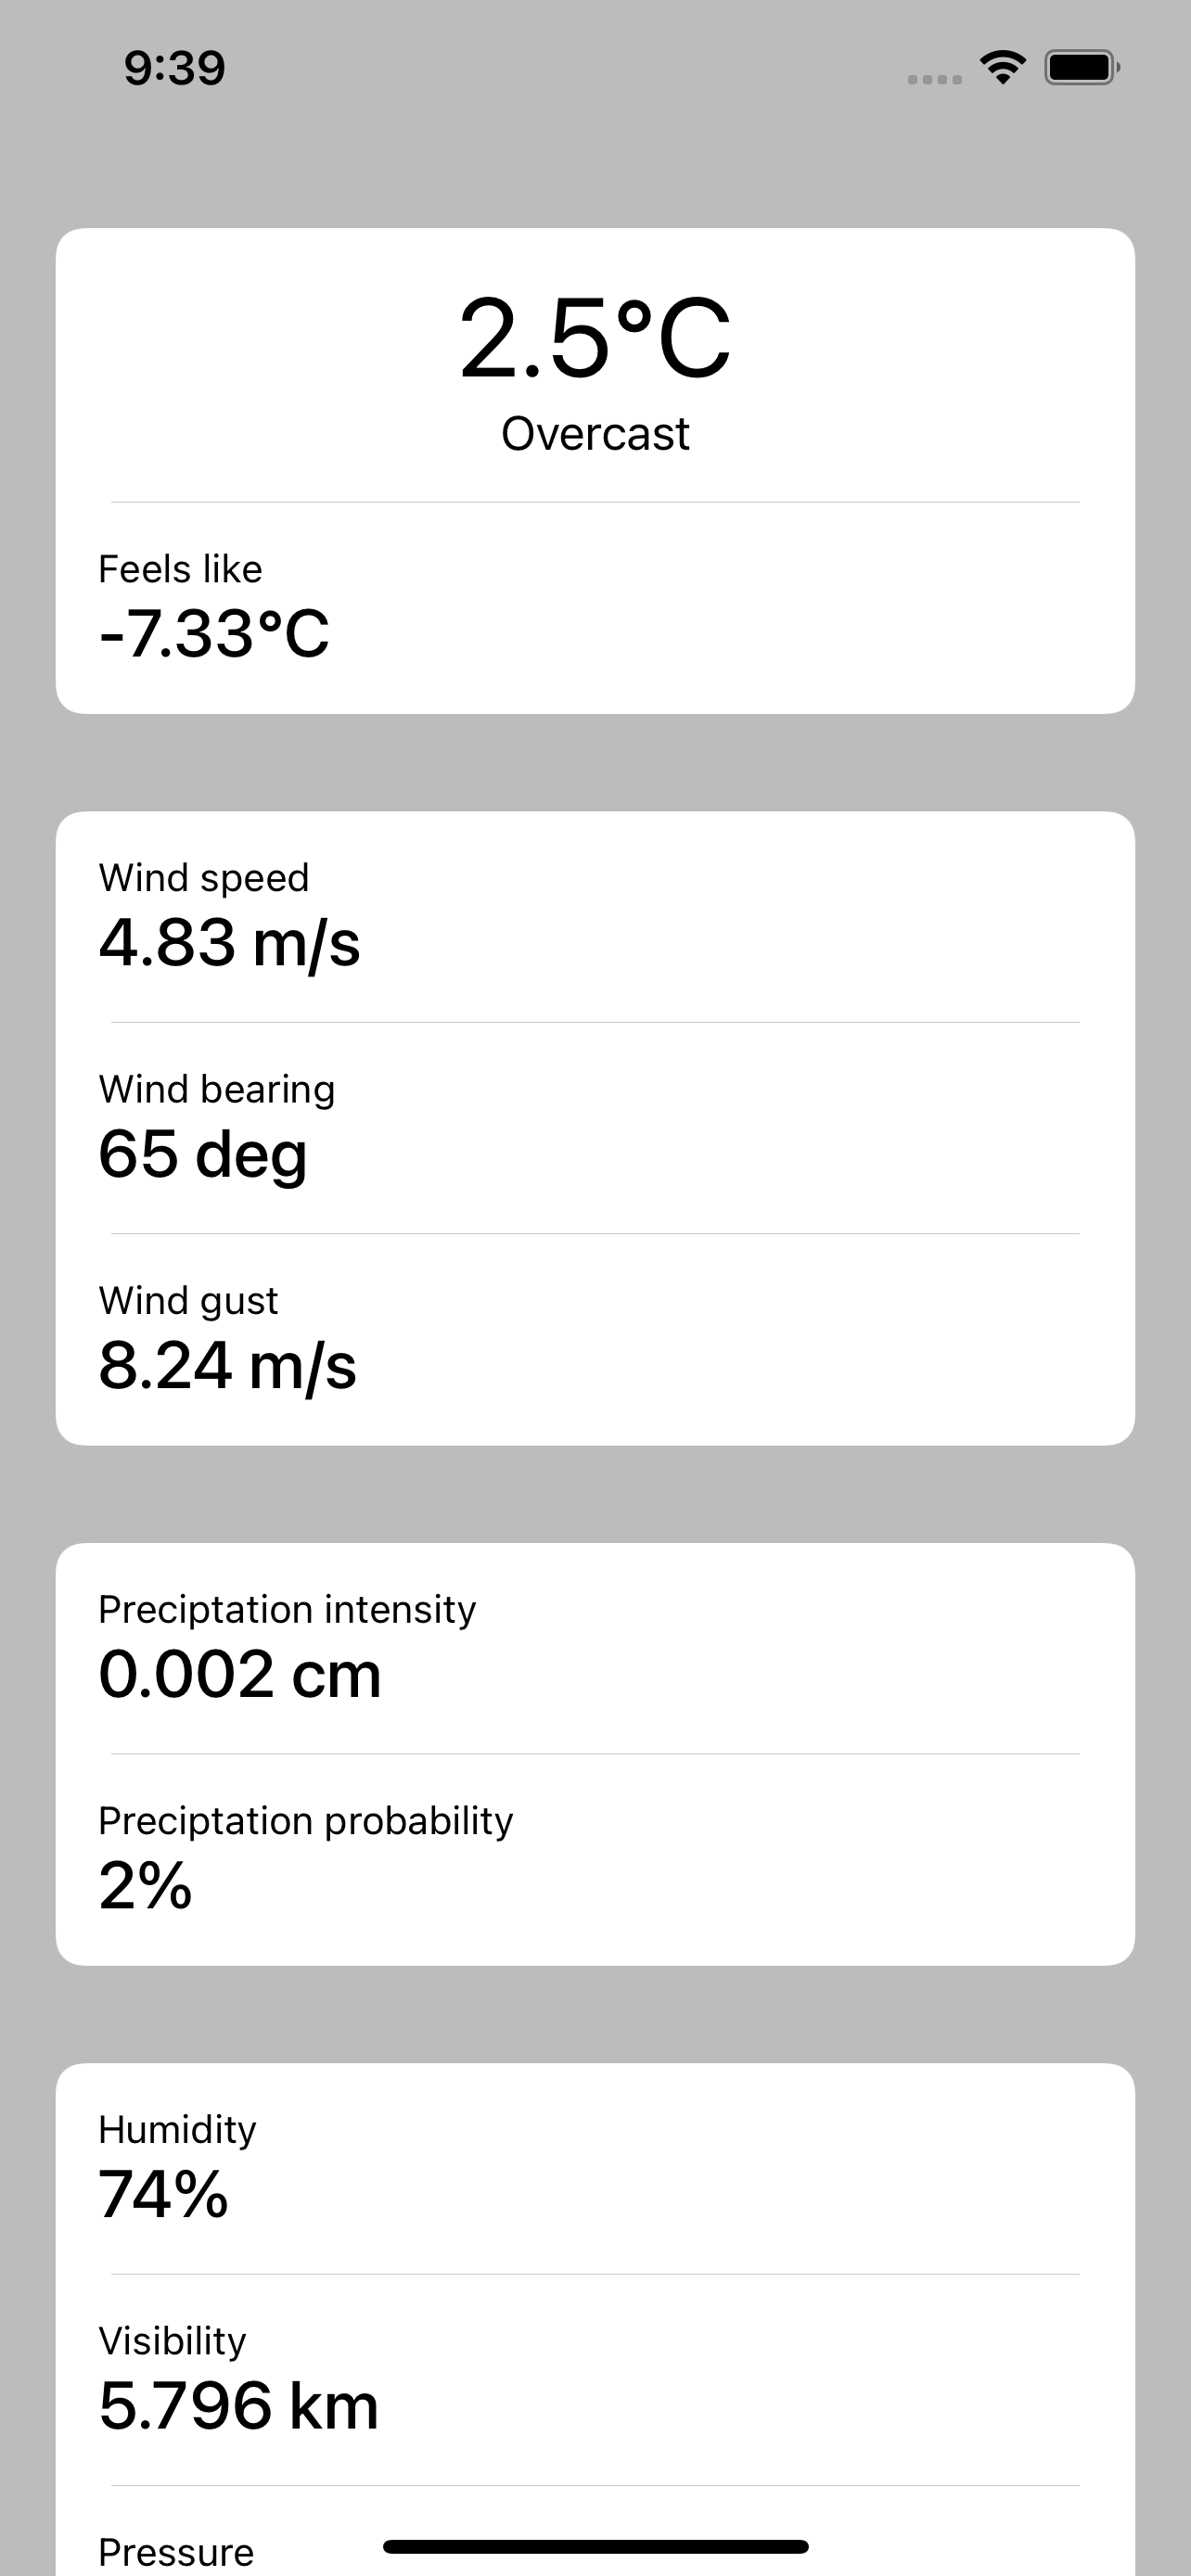 9:39
2.5°C
Overcast
Feels like
-7.33°C
Wind speed
4.83 m/s
Wind bearing
65 deg
Wind gust
8.24 m/s
Preciptation intensity
0.002 cm
Preciptation probability
2%
Humidity
74%
Visibility
5.796 km
Pressure